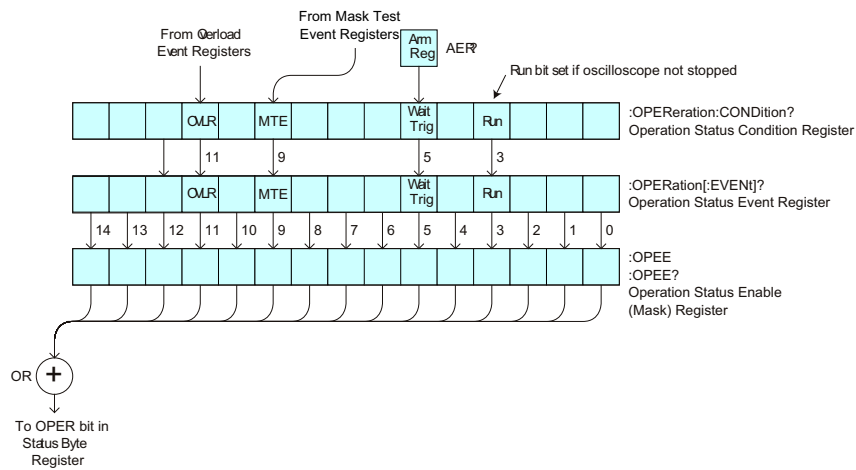 From Mask Test
Event Registers
From Overload
Event Registers
Arm
Reg
AER?
Run bit set if oscilloscope not stopped
OVLR
MTE
Wait
Trig
Run
:OPEReration:CONDition?
Operation Status Condition Register
11
9
5
3
OVLR
MTE
Wait
Trig
Run
:OPERation[:EVENt]?
Operation Status Event Register
14 13 12 11 10 9 8 7 6 5 4 3 2 1 0
:OPEE
:OPEE?
Operation Status Enable
(Mask) Register
OR
+
To OPER bit in
Status Byte
Register